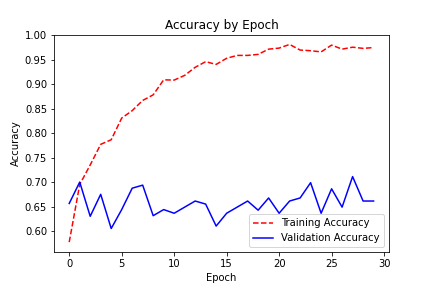 Accuracy by Epoch
1.00
0.95
0.90
0.85
0.80
0.75
0.70
0.65
0.60
Accuracy
Training Accuracy
Validation Accuracy
0 5 10 15 20 25 30
Epoch